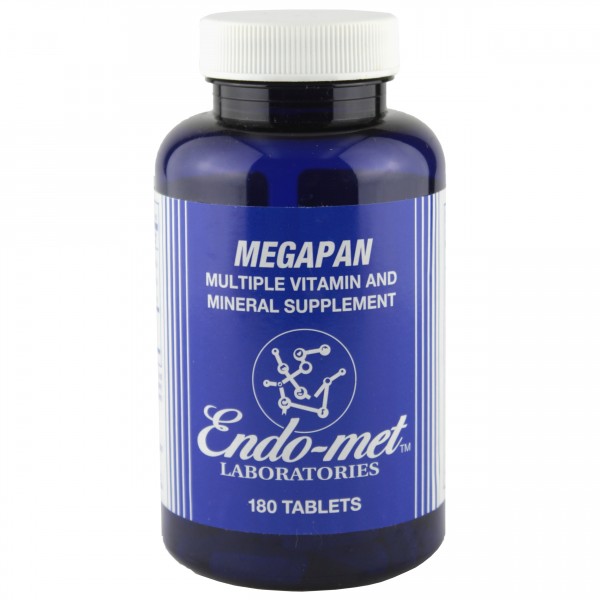 MEGAPAN
MULTIPLE VITAMIN AND
MINERAL SUPPLEMENT
Endo-met™
LABORATORIES
180 TABLETS